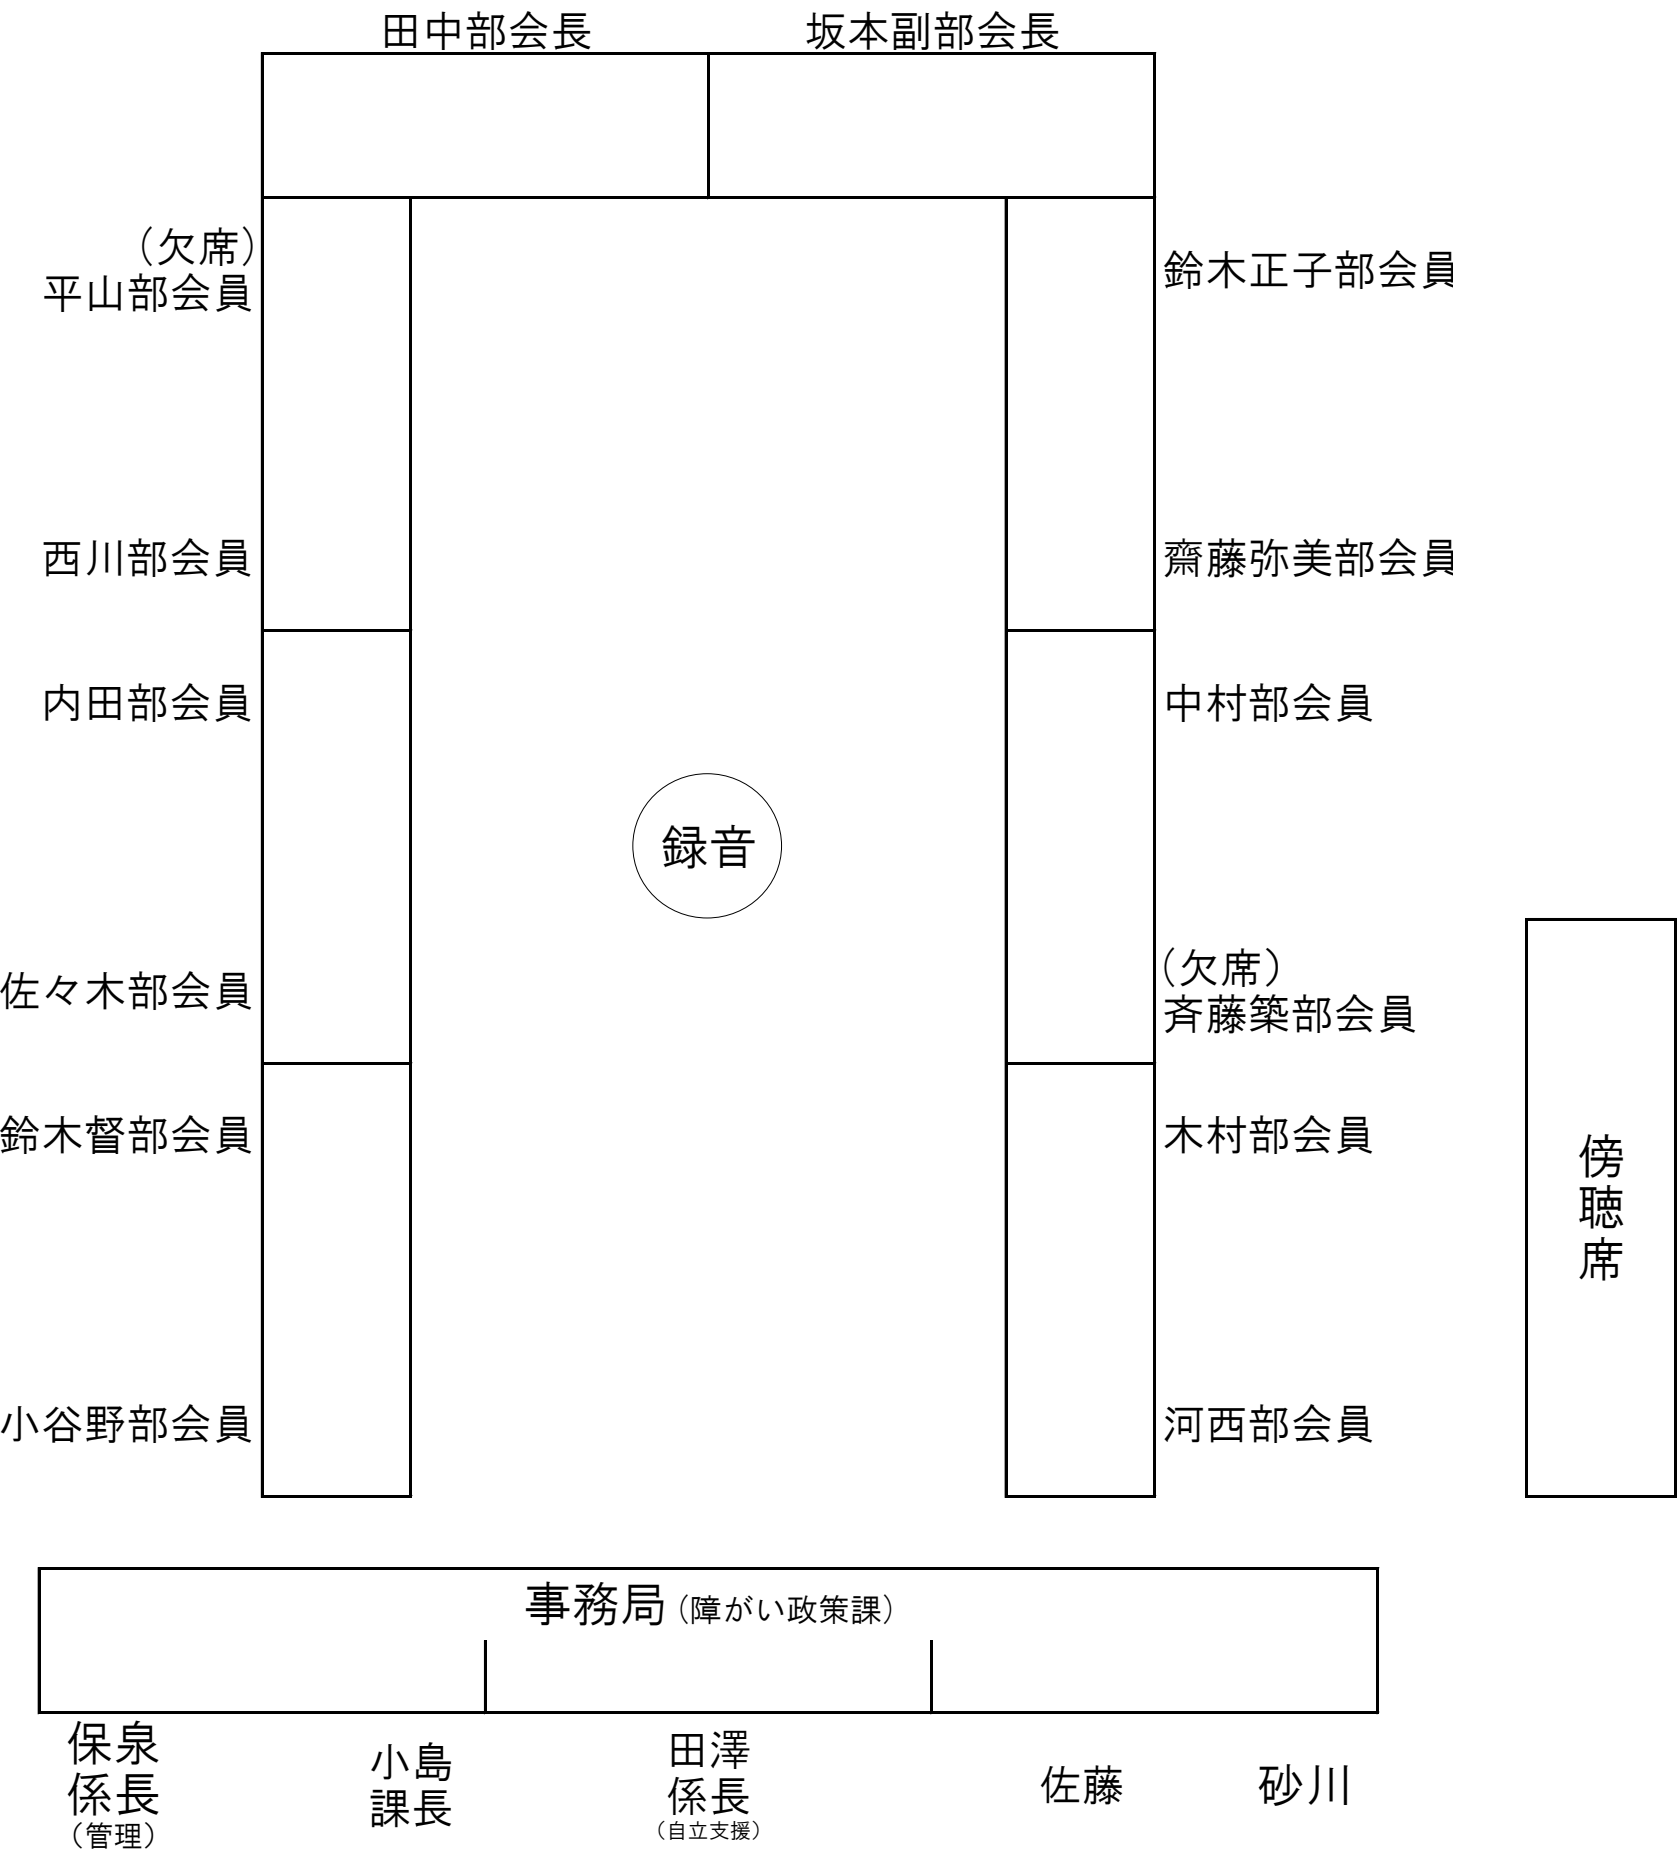 田中部会長
坂本副部会長
（欠席）
平山部会員
鈴木正子部会員
西川部会員
齋藤弥美部会員
内田部会員
中村部会員
録音
（欠席）
斉藤築部会員
佐々木部会員
鈴木督部会員
木村部会員
傍聴席
小谷野部会員
河西部会員
事務局（障がい政策課）
保泉
係長
（管理）
小島
課長
田澤
係長
（自立支援）
佐藤
砂川